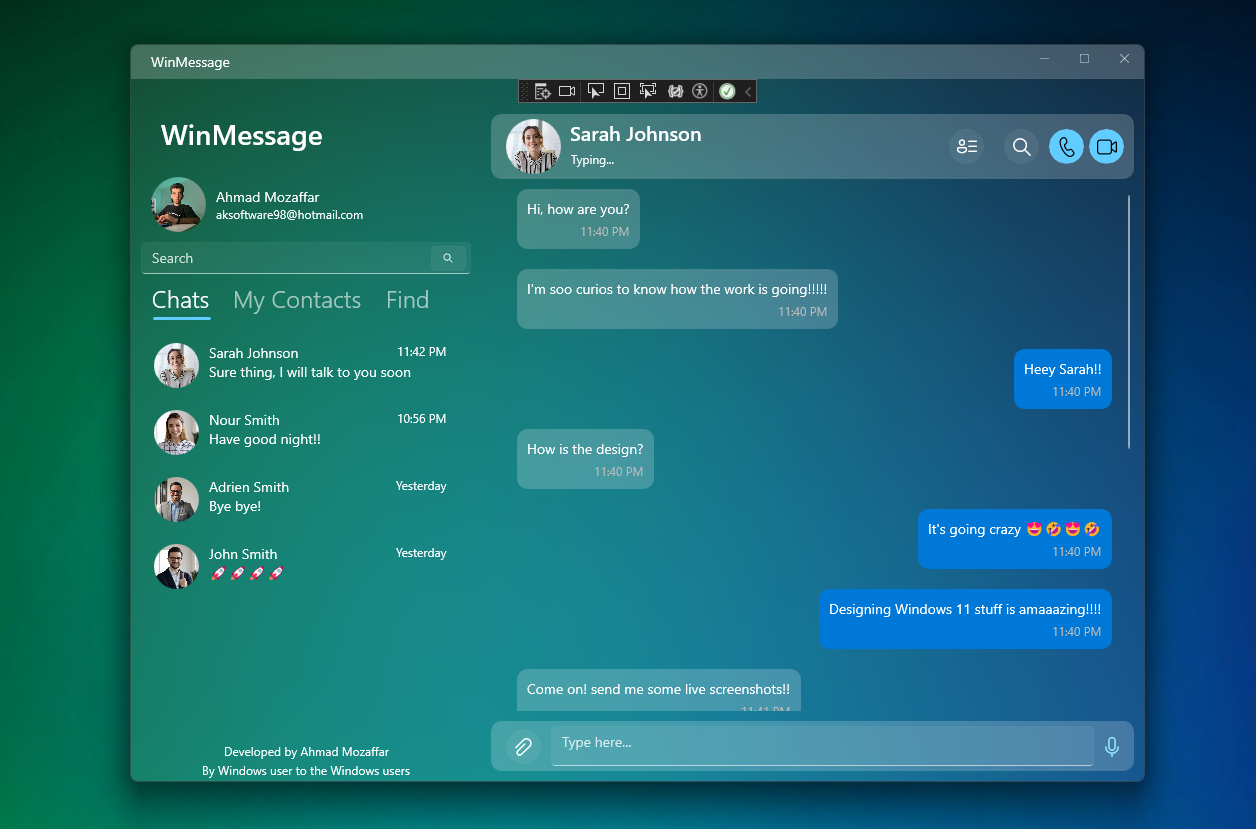 WinMessage
WinMessage
Ahmad Mozaffar
aksoftware98@hotmail.com
Search
Chats My Contacts Find
Sarah Johnson 11:42 PM
Sure thing, I will talk to you soon
Nour Smith 10:56 PM
Have good night!!
Adrien Smith Yesterday
Bye bye!
John Smith Yesterday
🚀 🚀 🚀 🚀
Developed by Ahmad Mozaffar
By Windows user to the Windows users
Sarah Johnson
Typing...
Hi, how are you?
11:40 PM
I'm soo curios to know how the work is going!!!!!
11:40 PM
Heey Sarah!!
11:40 PM
How is the design?
11:40 PM
It's going crazy 🤩 🤣 🤩 🤣
11:40 PM
Designing Windows 11 stuff is amaaazing!!!!
11:40 PM
Come on! send me some live screenshots!!
11:41 PM
Type here...